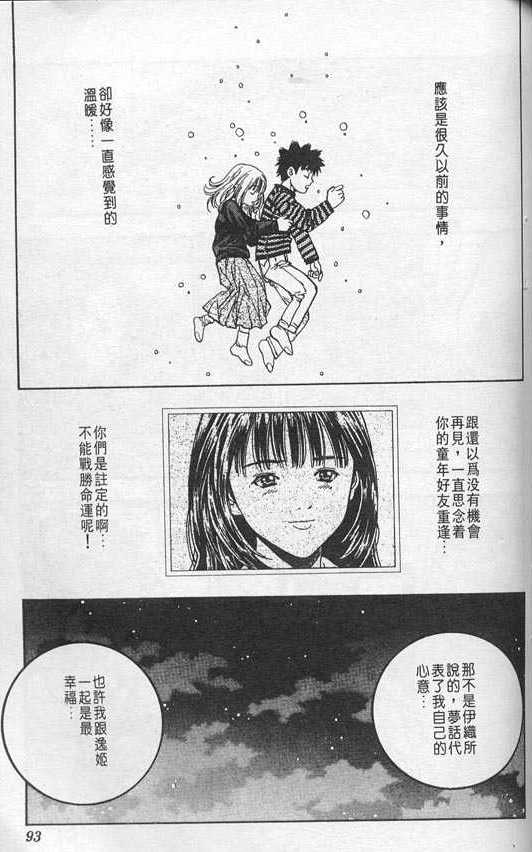 應該是很久以前的事情，
卻好像一直感覺到的
溫暖……
跟還以爲没有機會
再見，一直思念着
你的童年好友重逢…
你們是註定的啊…
不能戰勝命運呢！
那不是伊織所
說的，夢話代
表了我自己的
心意…
也許我跟逸姬
一起是最
幸福…
93